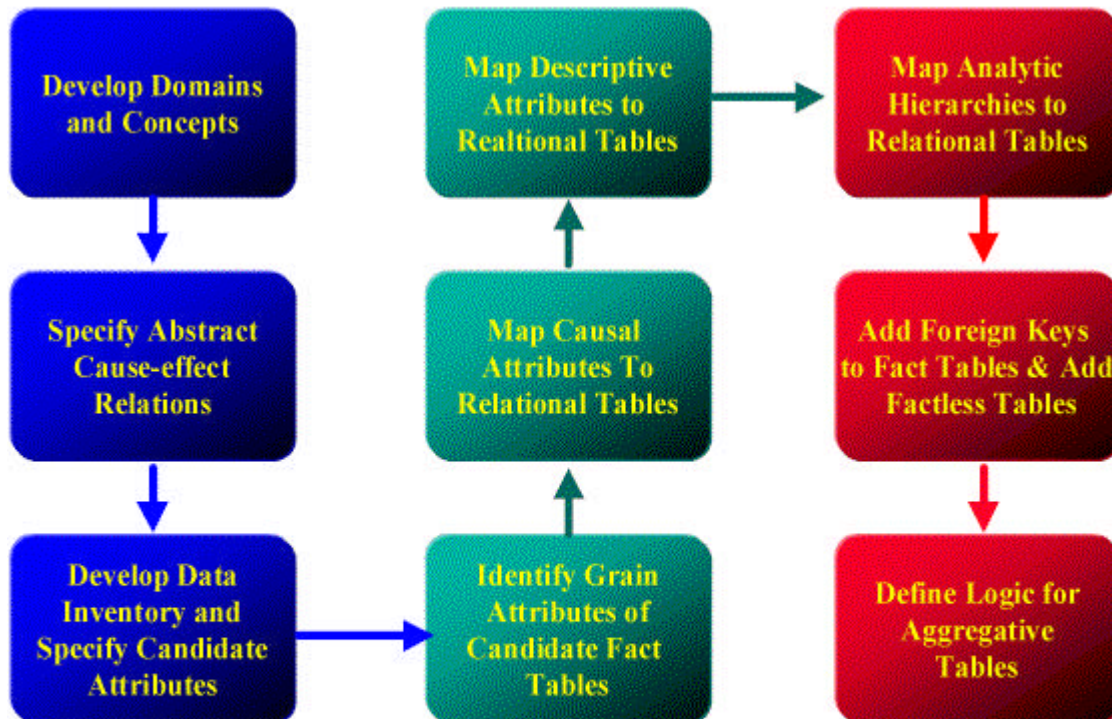 Develop Domains
and Concepts
Specify Abstract
Cause-effect
Relations
Develop Data
Inventory and
Specify Candidate
Attributes
Identify Grain
Attributes of
Candidate Fact
Tables
Map Causal
Attributes To
Relational Tables
Map Descriptive
Attributes to
Realtional Tables
Map Analytic
Hierarchies to
Relational Tables
Add Foreign Keys
to Fact Tables & Add
Factless Tables
Define Logic for
Aggregative
Tables